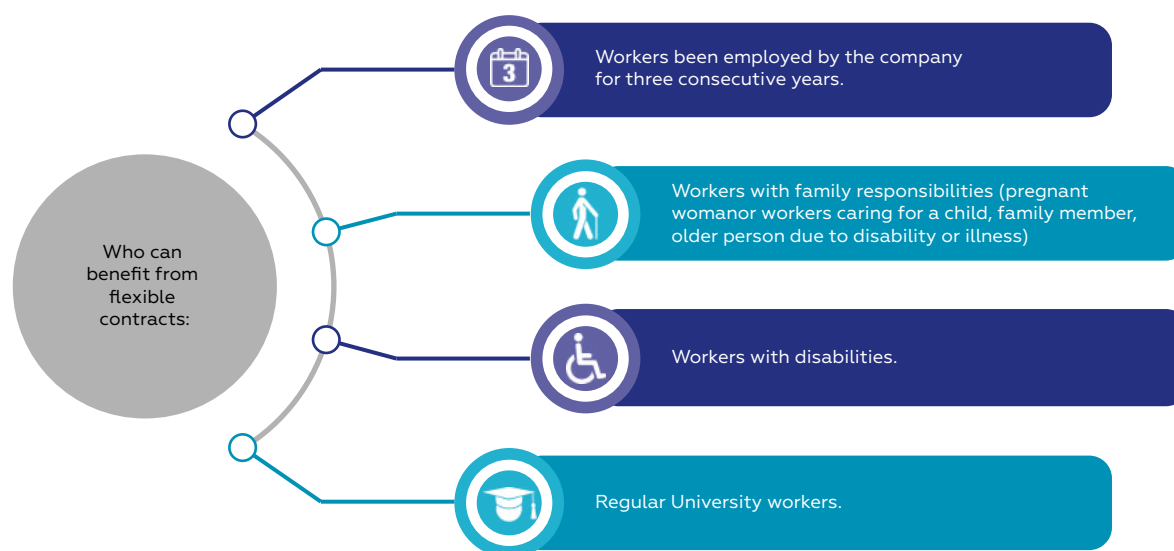 Who can
benefit from
flexible
contracts:
3
Workers been employed by the company
for three consecutive years.
Workers with family responsibilities (pregnant
womanor workers caring for a child, family member,
older person due to disability or illness)
Workers with disabilities.
Regular University workers.